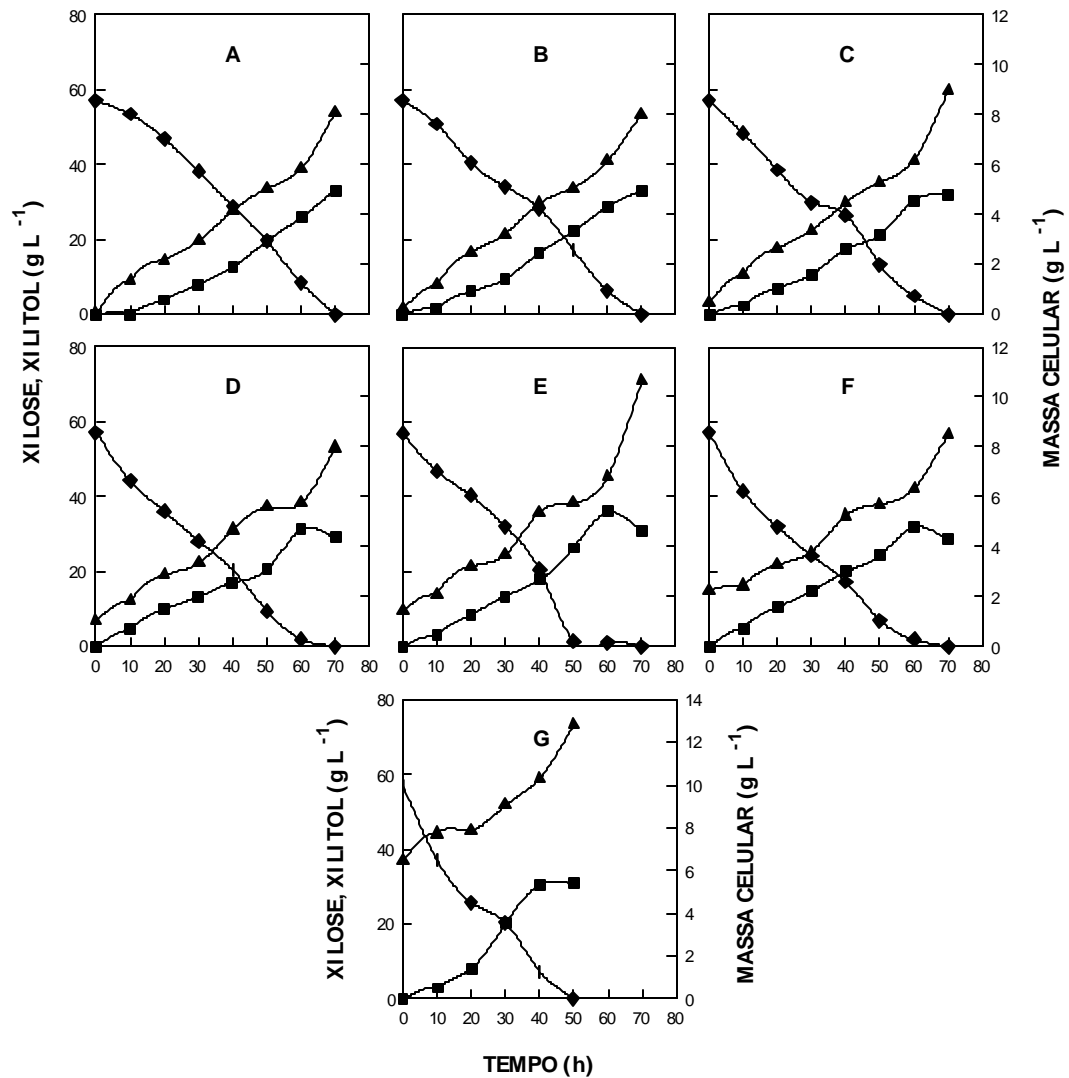 80 12
A B C
60 10
8
40 6
4
20 2
0 0
XILOSE, XILITOL (g L -1)
MASSA CELULAR (g L -1)
80 12
D E F
60 10
8
40 6
4
20 2
0 0
0 10 20 30 40 50 60 70 80 0 10 20 30 40 50 60 70 80 0 10 20 30 40 50 60 70 80
80 14
G
12
60 10
8
40 6
20 4
2
0 0
XILOSE, XILITOL (g L -1)
MASSA CELULAR (g L -1)
0 10 20 30 40 50 60 70 80
TEMPO (h)